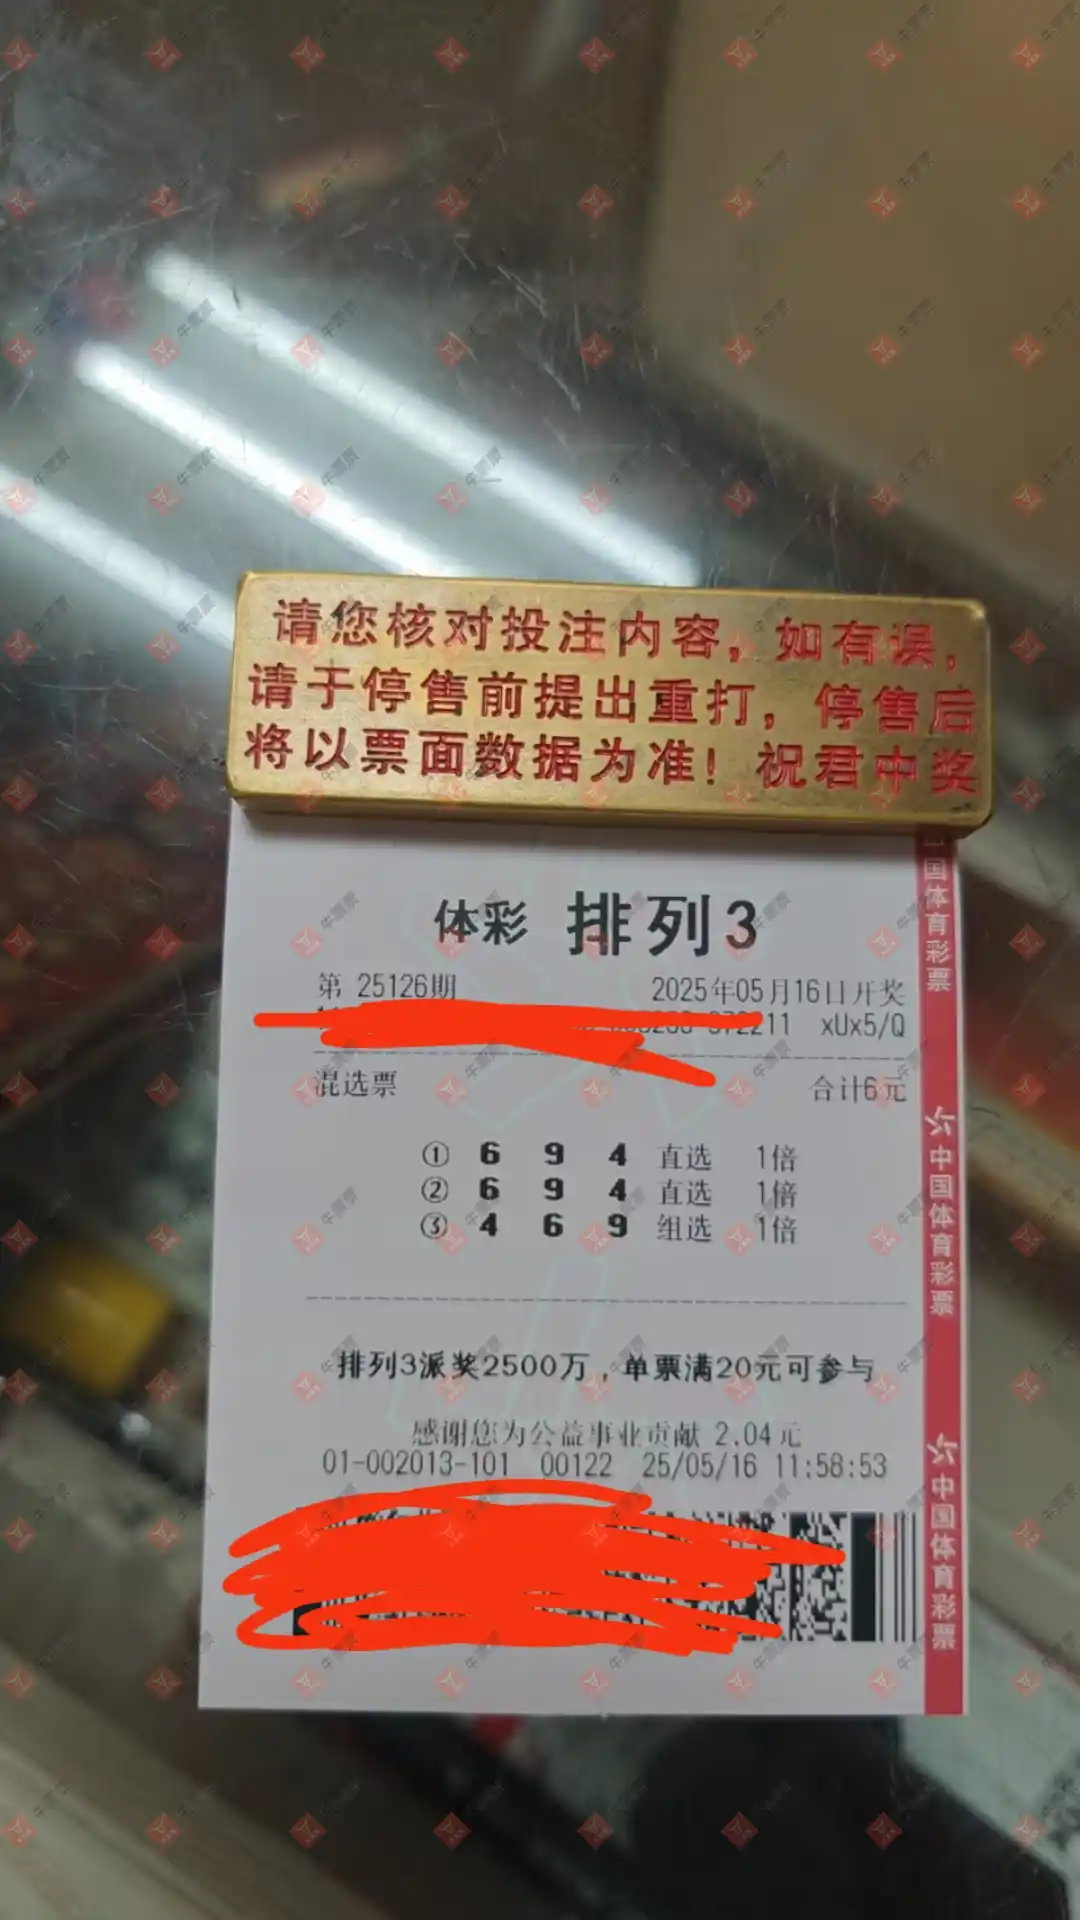 请您核对投注内容，如有误，
请于停售前提出重打，停售后
将以票面数据为准！祝君中奖
体彩 排列3
第 25126期 2025年05月16日开奖
372211 xUx5/Q
混选票 合计6元
① 6 9 4 直选 1倍
② 6 9 4 直选 1倍
③ 4 6 9 组选 1倍
排列3派奖2500万，单票满20元可参与
感谢您为公益事业贡献 2.04元
01-002013-101 00122 25/05/16 11:58:53
国体育彩票
中国体育彩票
中国体育彩票
牛票票